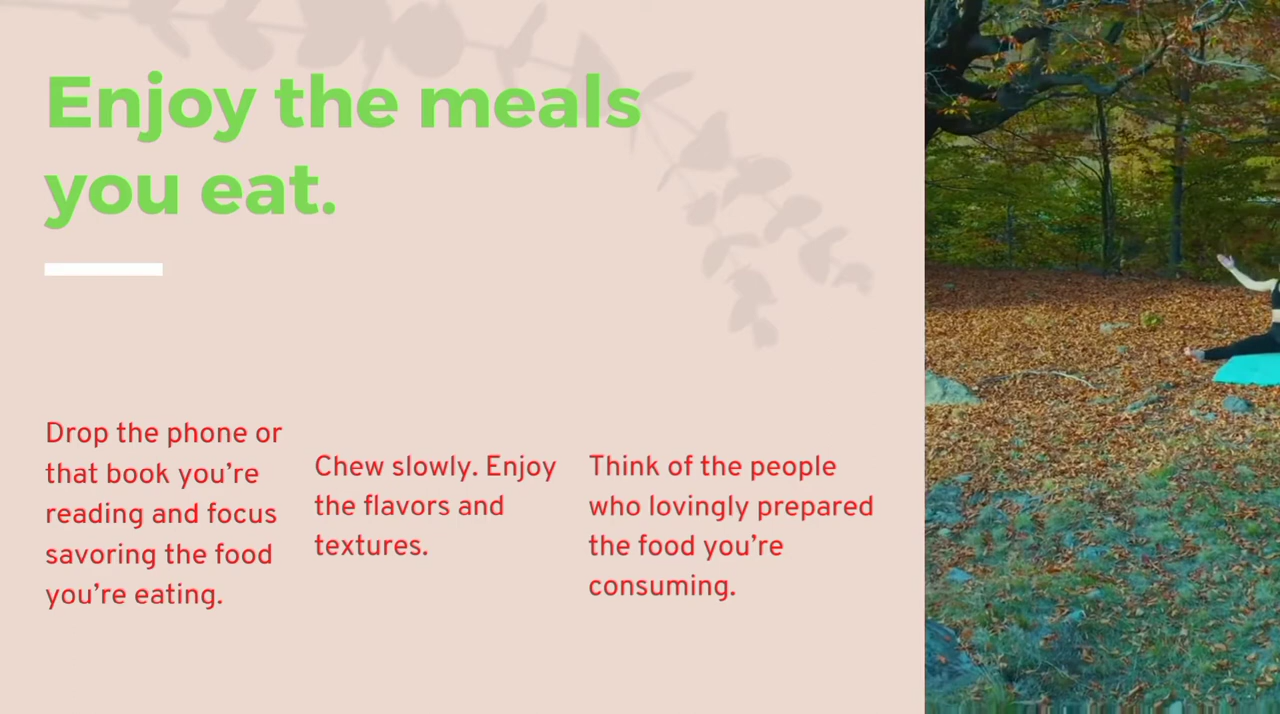 Enjoy the meals
you eat.
Drop the phone or
that book you're
reading and focus
savoring the food
you're eating.
Chew slowly. Enjoy
the flavors and
textures.
Think of the people
who lovingly prepared
the food you're
consuming.